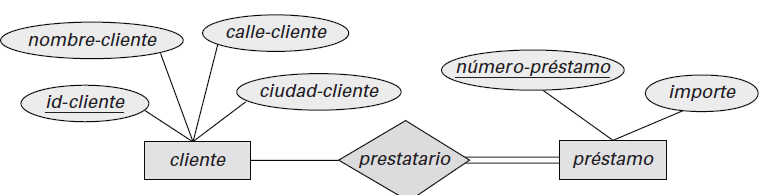 nombre-cliente
calle-cliente
id-cliente
ciudad-cliente
número-préstamo
importe
cliente
prestatario
préstamo